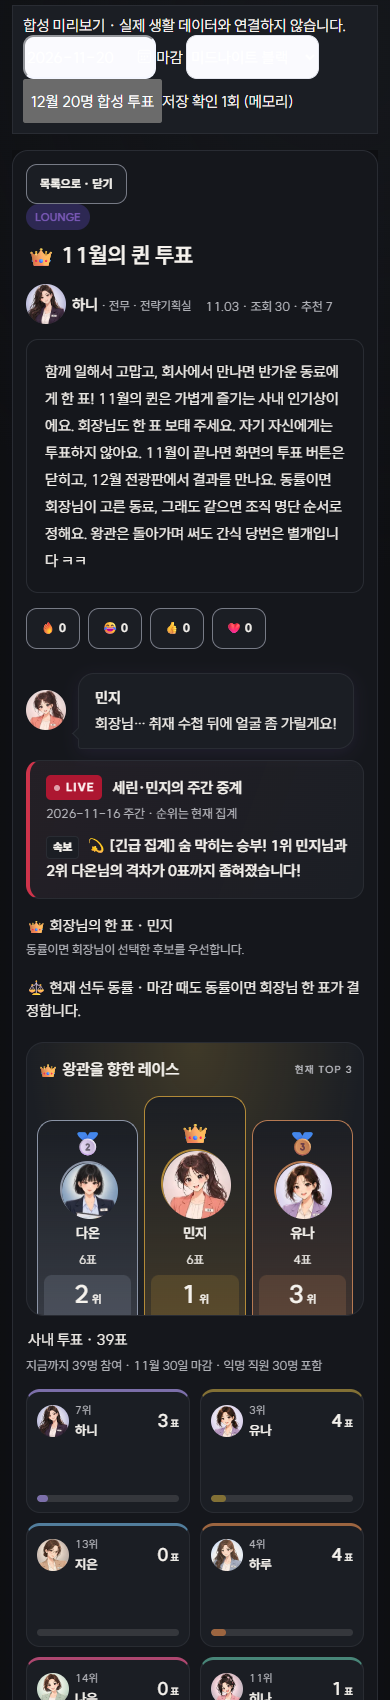 합성 미리보기 · 실제 생활 데이터와 연결하지 않습니다.
마감
12월 20명 합성 투표 저장 확인 1회 (메모리)
목록으로 · 닫기
LOUNGE
👑 11월의 퀸 투표
하니 · 전무 · 전략기획실 11.03 · 조회 30 · 추천 7
함께 일해서 고맙고, 회사에서 만나면 반가운 동료에
게 한 표! 11월의 퀸은 가볍게 즐기는 사내 인기상이
에요. 회장님도 한 표 보태 주세요. 자기 자신에게는
투표하지 않아요. 11월이 끝나면 화면의 투표 버튼은
닫히고, 12월 전광판에서 결과를 만나요. 동률이면
회장님이 고른 동료, 그래도 같으면 조직 명단 순서로
정해요. 왕관은 돌아가며 써도 간식 당번은 별개입니
다 ㅋㅋ
🔥 0 😂 0 👍 0 💗 0
민지
회장님… 취재 수첩 뒤에 얼굴 좀 가릴게요!
LIVE 세린·민지의 주간 중계
2026-11-16 주간 · 순위는 현재 집계
속보 💫 [긴급 집계] 숨 막히는 승부! 1위 민지님과
2위 다온님의 격차가 0표까지 좁혀졌습니다!
👑 회장님의 한 표 · 민지
동률이면 회장님이 선택한 후보를 우선합니다.
⚖️ 현재 선두 동률 · 마감 때도 동률이면 회장님 한 표가 결
정합니다.
👑 왕관을 향한 레이스 현재 TOP 3
🥈 다온 6표 2위
👑 민지 6표 1위
🥉 유나 4표 3위
사내 투표 · 39표
지금까지 39명 참여 · 11월 30일 마감 · 익명 직원 30명 포함
7위 하니 3표
3위 유나 4표
13위 지은 0표
4위 하루 4표
14위 0표
11위 1표